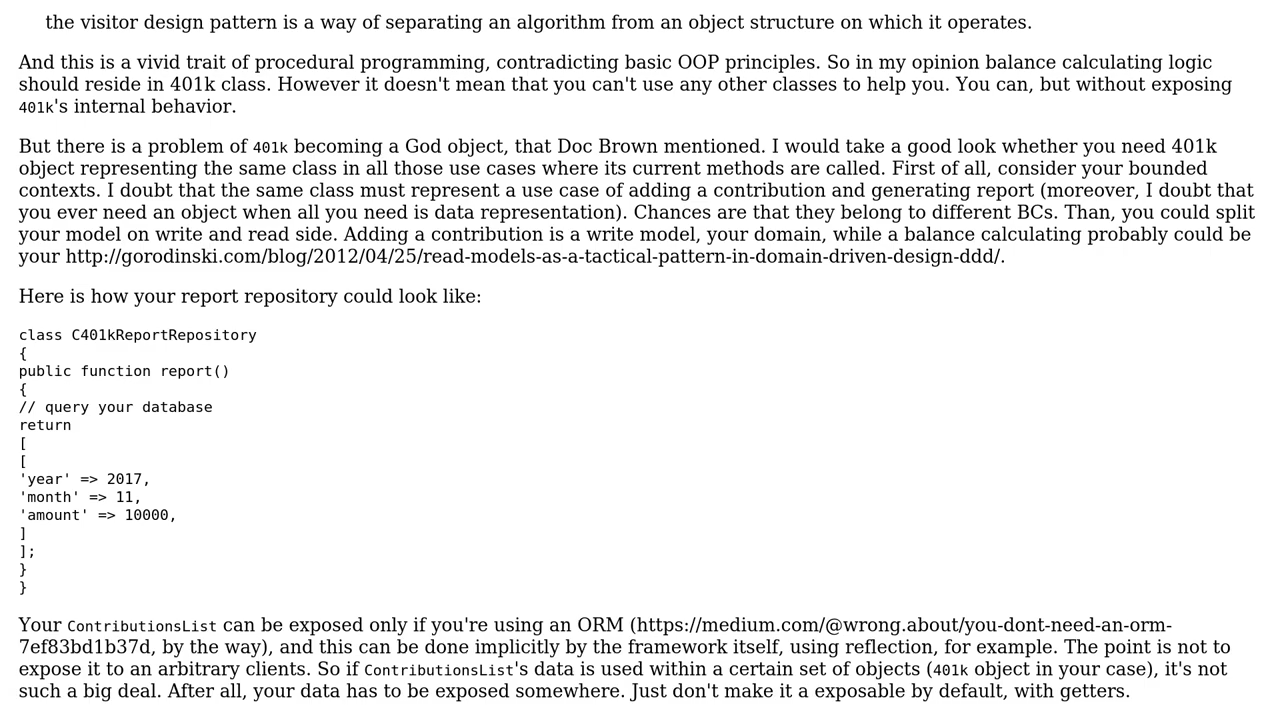 the visitor design pattern is a way of separating an algorithm from an object structure on which it operates.
And this is a vivid trait of procedural programming, contradicting basic OOP principles. So in my opinion balance calculating logic
should reside in 401k class. However it doesn't mean that you can't use any other classes to help you. You can, but without exposing
401k's internal behavior.
But there is a problem of 401k becoming a God object, that Doc Brown mentioned. I would take a good look whether you need 401k
object representing the same class in all those use cases where its current methods are called. First of all, consider your bounded
contexts. I doubt that the same class must represent a use case of adding a contribution and generating report (moreover, I doubt that
you ever need an object when all you need is data representation). Chances are that they belong to different BCs. Than, you could split
your model on write and read side. Adding a contribution is a write model, your domain, while a balance calculating probably could be
your http://gorodinski.com/blog/2012/04/25/read-models-as-a-tactical-pattern-in-domain-driven-design-ddd/.
Here is how your report repository could look like:
class C401kReportRepository
{
public function report()
{
// query your database
return
[
[
'year' => 2017,
'month' => 11,
'amount' => 10000,
]
];
}
}
Your ContributionsList can be exposed only if you're using an ORM (https://medium.com/@wrong.about/you-dont-need-an-orm-
7ef83bd1b37d, by the way), and this can be done implicitly by the framework itself, using reflection, for example. The point is not to
expose it to an arbitrary clients. So if ContributionsList's data is used within a certain set of objects (401k object in your case), it's not
such a big deal. After all, your data has to be exposed somewhere. Just don't make it a exposable by default, with getters.